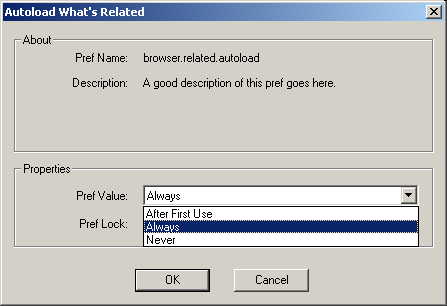 Autoload What's Related
About
Pref Name: browser.related.autoload
Description: A good description of this pref goes here.
Properties
Pref Value: Always
After First Use
Pref Lock: Always
Never
OK Cancel